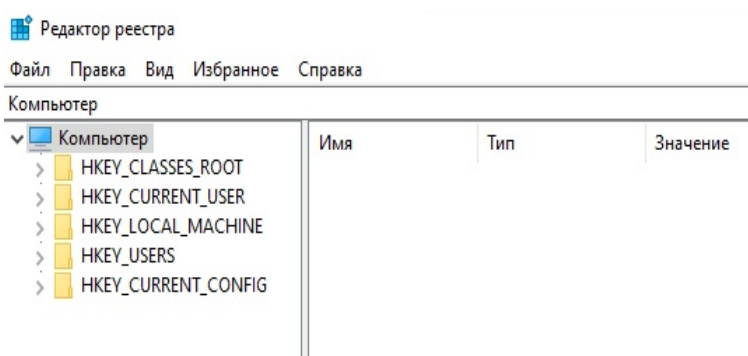 Редактор реестра
Файл Правка Вид Избранное Справка
Компьютер
Компьютер
Имя Тип Значение
HKEY_CLASSES_ROOT
HKEY_CURRENT_USER
HKEY_LOCAL_MACHINE
HKEY_USERS
HKEY_CURRENT_CONFIG